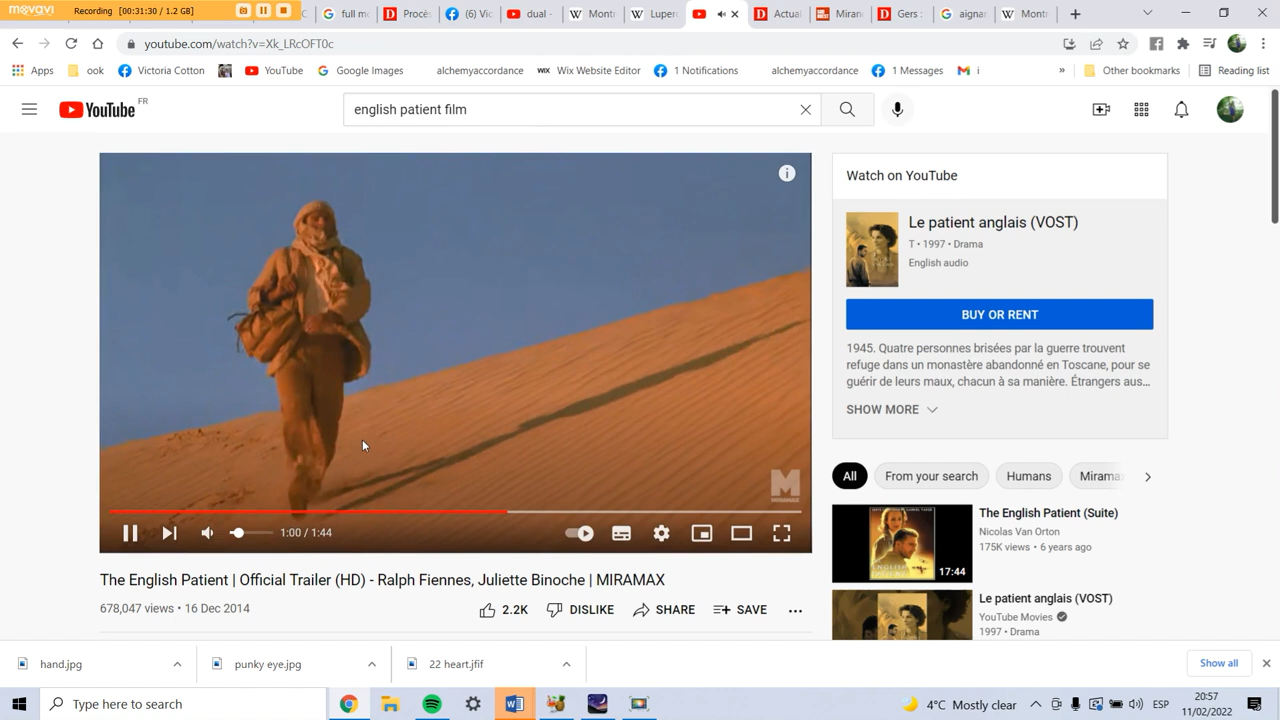 movavi
Recording (00:31:30 / 1.2 GB)
full m
Procès
(6) Vic
dual -
Montr
Luper
Actual
Miran
Gers :
aignar
Montr
youtube.com/watch?v=Xk_LRcOFT0c
Apps
ook
Victoria Cotton
YouTube
Google Images
alchemyaccordance
WIX Wix Website Editor
1 Notifications
alchemyaccordance
1 Messages
i
»
Other bookmarks
Reading list
YouTube FR
english patient film
Watch on YouTube
Le patient anglais (VOST)
T • 1997 • Drama
English audio
BUY OR RENT
1945. Quatre personnes brisées par la guerre trouvent
refuge dans un monastère abandonné en Toscane, pour se
guérir de leurs maux, chacun à sa manière. Étrangers aus...
SHOW MORE
M
MIRAMAX
1:00 / 1:44
All
From your search
Humans
Miramax
The English Patient (Suite)
Nicolas Van Orton
175K views • 6 years ago
17:44
The English Patient | Official Trailer (HD) - Ralph Fiennes, Juliette Binoche | MIRAMAX
678,047 views • 16 Dec 2014
2.2K
DISLIKE
SHARE
SAVE
Le patient anglais (VOST)
YouTube Movies
1997 • Drama
hand.jpg
punky eye.jpg
22 heart.jfif
Show all
Type here to search
4°C Mostly clear
ESP
20:57
11/02/2022